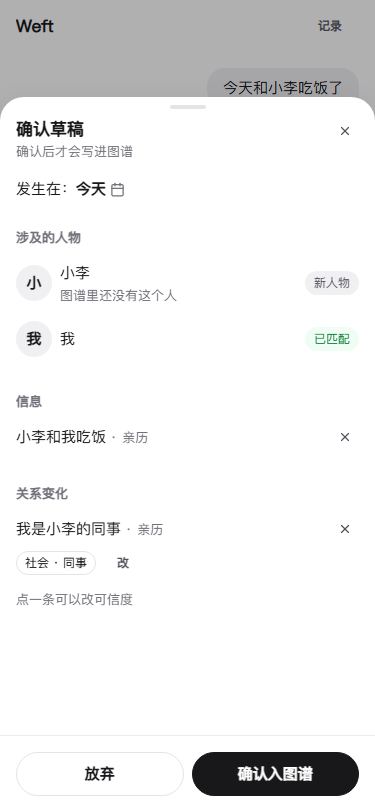 Weft
记录
今天和小李吃饭了
确认草稿
确认后才会写进图谱
发生在：今天
涉及的人物
小
小李
图谱里还没有这个人
新人物
我
我
已匹配
信息
小李和我吃饭 · 亲历
关系变化
我是小李的同事 · 亲历
社会 · 同事
改
点一条可以改可信度
放弃
确认入图谱